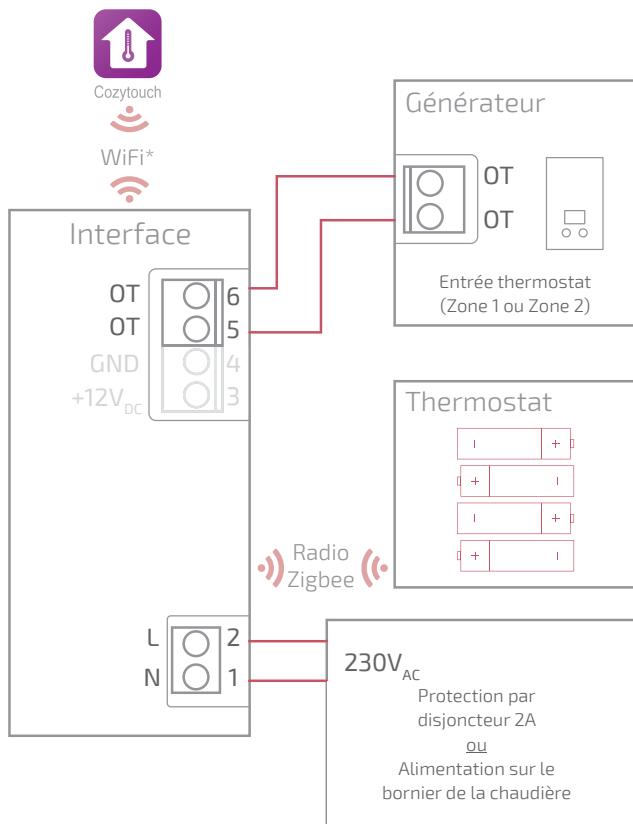 Cozytouch
WiFi*
Interface
OT 6
OT 5
GND 4
+12V DC 3
L 2
N 1
Générateur
OT
OT
Entrée thermostat
(Zone 1 ou Zone 2)
Thermostat
- +
+ -
- +
+ -
Radio
Zigbee
230V AC
Protection par
disjoncteur 2A
ou
Alimentation sur le
bornier de la chaudière